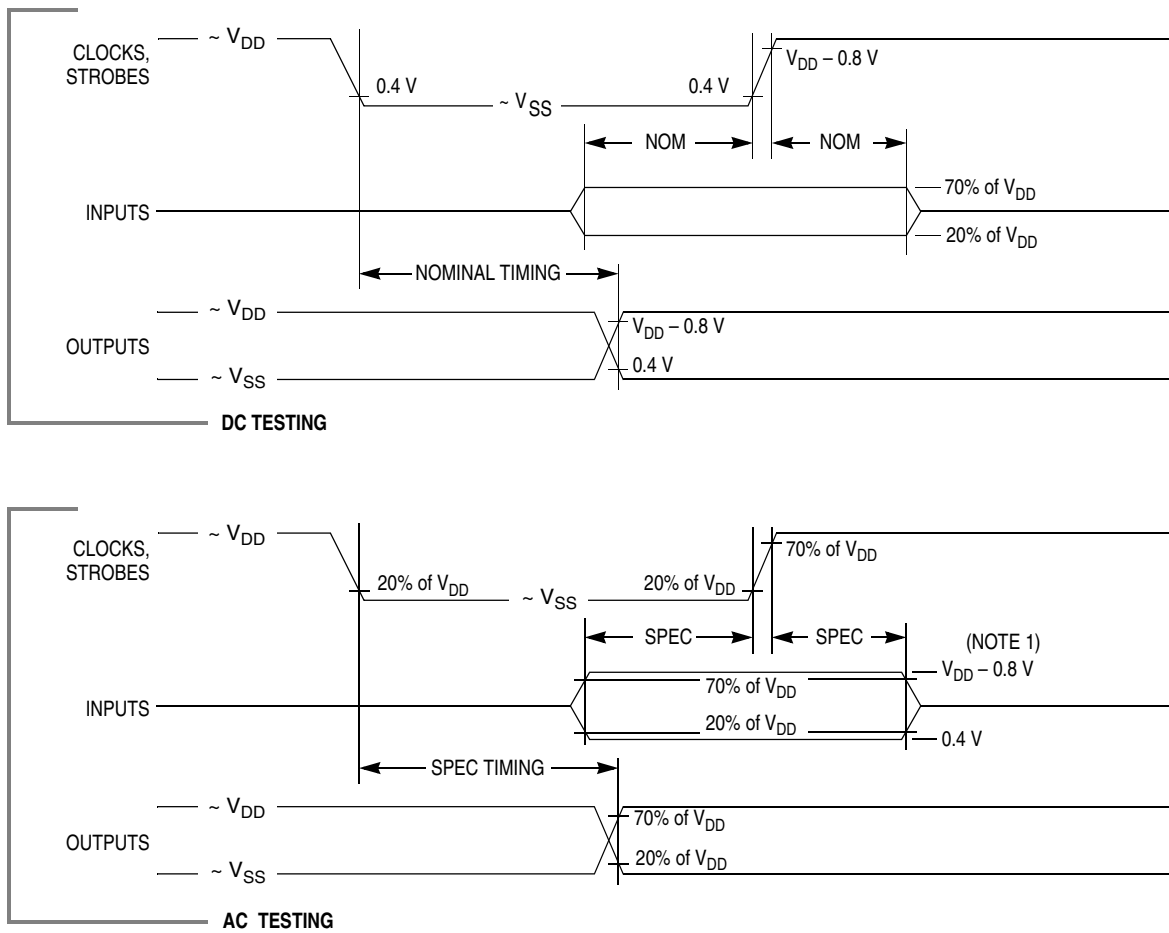 CLOCKS,
STROBES
~ VDD
0.4 V
~ VSS
0.4 V
VDD – 0.8 V
NOM
NOM
INPUTS
70% of VDD
20% of VDD
NOMINAL TIMING
OUTPUTS
~ VDD
~ VSS
VDD – 0.8 V
0.4 V
DC TESTING
CLOCKS,
STROBES
~ VDD
20% of VDD
~ VSS
20% of VDD
70% of VDD
SPEC
SPEC
(NOTE 1)
INPUTS
70% of VDD
20% of VDD
VDD – 0.8 V
0.4 V
SPEC TIMING
OUTPUTS
~ VDD
~ VSS
70% of VDD
20% of VDD
AC TESTING